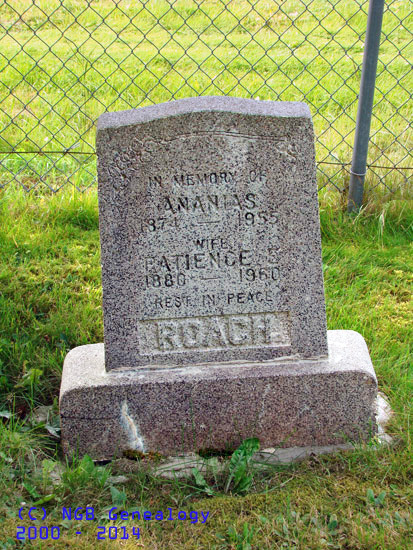 IN MEMORY OF
ANANIAS
1874 — 1955
WIFE
PATIENCE S
1880 — 1960
REST IN PEACE
ROACH
(C) NGB Genealogy
2000 - 2014